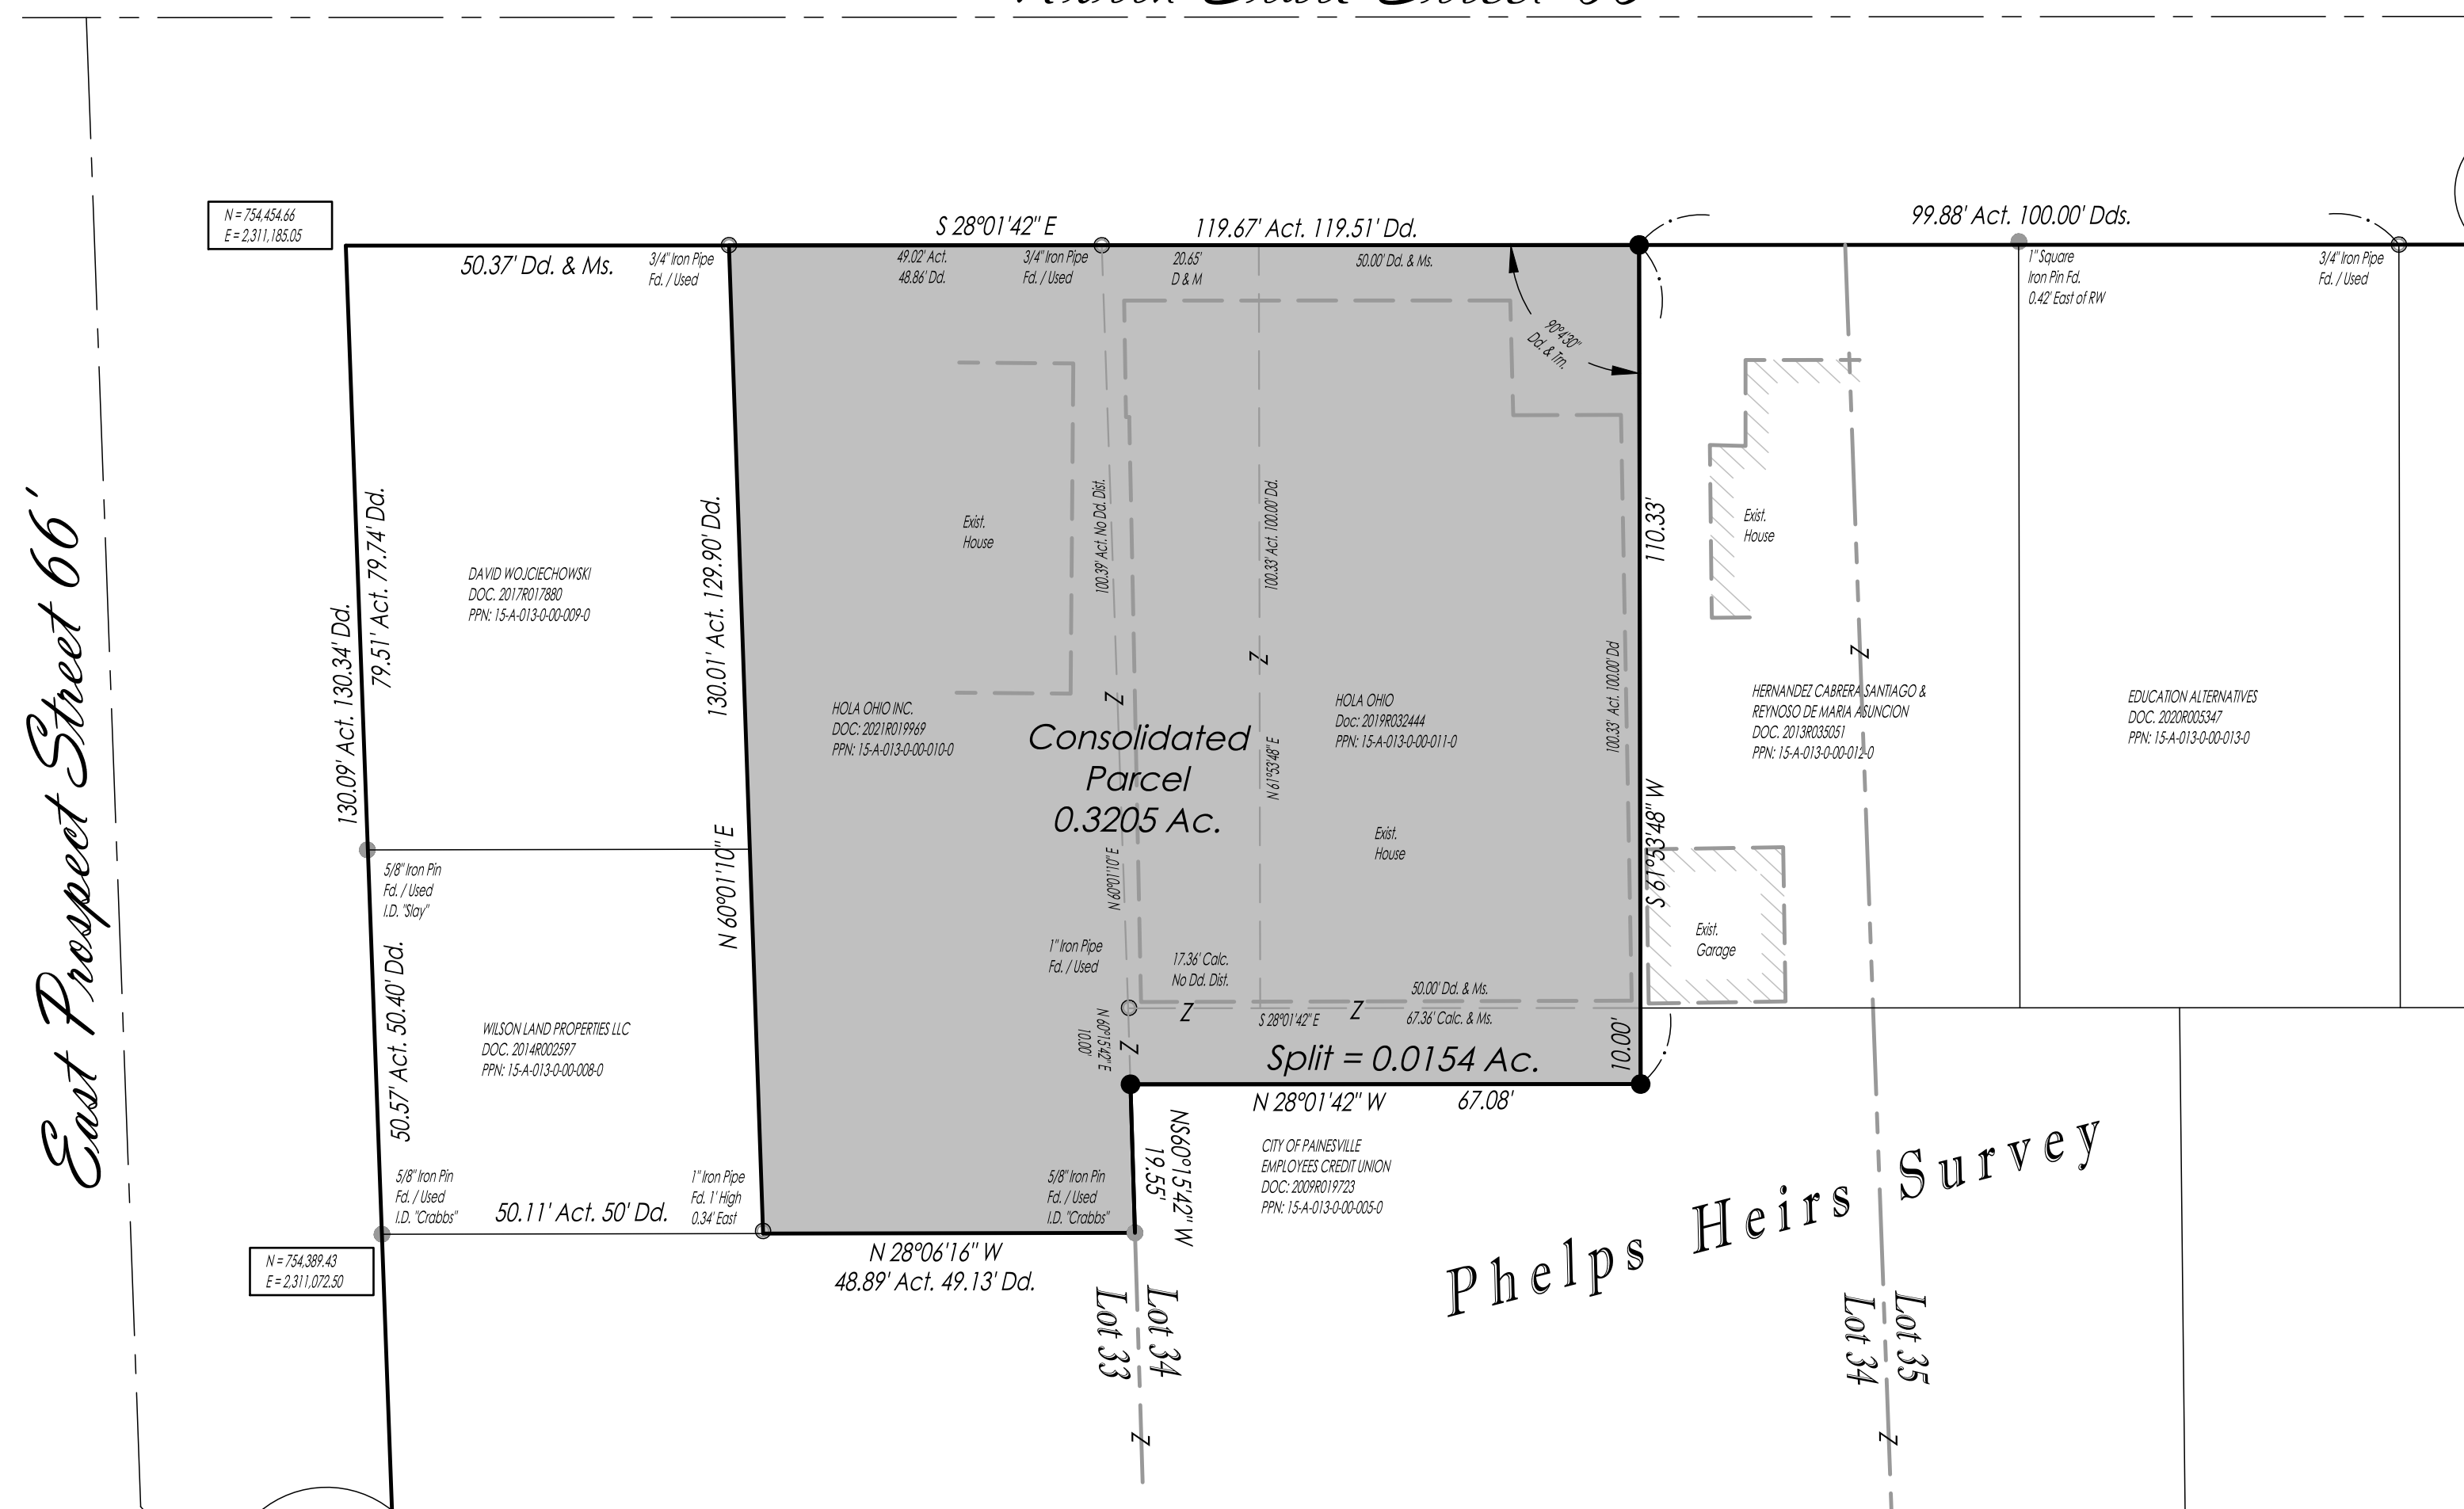 N = 754,454.66
E = 2,311,185.05
S 28°01'42" E
119.67' Act. 119.51' Dd.
99.88' Act. 100.00' Dds.
50.37' Dd. & Ms.
3/4" Iron Pipe
Fd. / Used
49.02' Act.
48.86' Dd.
3/4" Iron Pipe
Fd. / Used
20.65'
D & M
50.00' Dd. & Ms.
1" Square
Iron Pin Fd.
0.42' East of RW
3/4" Iron Pipe
Fd. / Used
90°4'30"
Dd. & Trn.
East Prospect Street 66'
130.09' Act. 130.34' Dd.
79.51' Act. 79.74' Dd.
DAVID WOJCIECHOWSKI
DOC. 2017R017880
PPN: 15-A-013-0-00-009-0
130.01' Act. 129.90' Dd.
N 60°01'10" E
Exist.
House
100.39' Act. No Dd. Dist.
N 60°01'10" E
100.33' Act. 100.00' Dd.
N 61°53'48" E
Z
Z
HOLA OHIO INC.
DOC: 2021R019969
PPN: 15-A-013-0-00-010-0
Consolidated
Parcel
0.3205 Ac.
HOLA OHIO
Doc: 2019R032444
PPN: 15-A-013-0-00-011-0
Exist.
House
100.33' Act. 100.00' Dd
110.33'
S 61°53'48" W
Exist.
House
Z
HERNANDEZ CABRERA SANTIAGO &
REYNOSO DE MARIA ASUNCION
DOC. 2013R035051
PPN: 15-A-013-0-00-012-0
EDUCATION ALTERNATIVES
DOC. 2020R005347
PPN: 15-A-013-0-00-013-0
Exist.
Garage
5/8" Iron Pin
Fd. / Used
I.D. "Slay"
50.57' Act. 50.40' Dd.
WILSON LAND PROPERTIES LLC
DOC. 2014R002597
PPN: 15-A-013-0-00-008-0
1" Iron Pipe
Fd. / Used
17.36' Calc.
No Dd. Dist.
50.00' Dd. & Ms.
Z
S 28°01'42" E
Z
67.36' Calc. & Ms.
N 60°15'42" E
10.00'
Z
Split = 0.0154 Ac.
10.00'
N 28°01'42" W
67.08'
NS60°15'42" W
19.55'
CITY OF PAINESVILLE
EMPLOYEES CREDIT UNION
DOC: 2009R019723
PPN: 15-A-013-0-00-005-0
Phelps Heirs Survey
5/8" Iron Pin
Fd. / Used
I.D. "Crabbs"
50.11' Act. 50' Dd.
1" Iron Pipe
Fd. 1' High
0.34' East
5/8" Iron Pin
Fd. / Used
I.D. "Crabbs"
N = 754,389.43
E = 2,311,072.50
N 28°06'16" W
48.89' Act. 49.13' Dd.
Lot 34
Lot 33
Lot 35
Lot 34
Z
Z